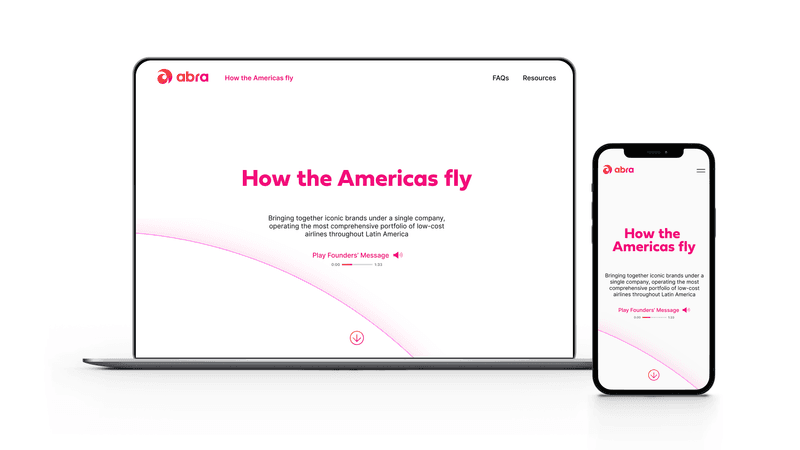 abra
How the Americas fly
FAQs
Resources
How the Americas fly
Bringing together iconic brands under a single company,
operating the most comprehensive portfolio of low-cost
airlines throughout Latin America
Play Founders' Message
0:00
1:51
abra
How the
Americas fly
Bringing together iconic brands under a
single company, operating the most
comprehensive portfolio of low-cost
airlines throughout Latin America
Play Founders' Message
0:00